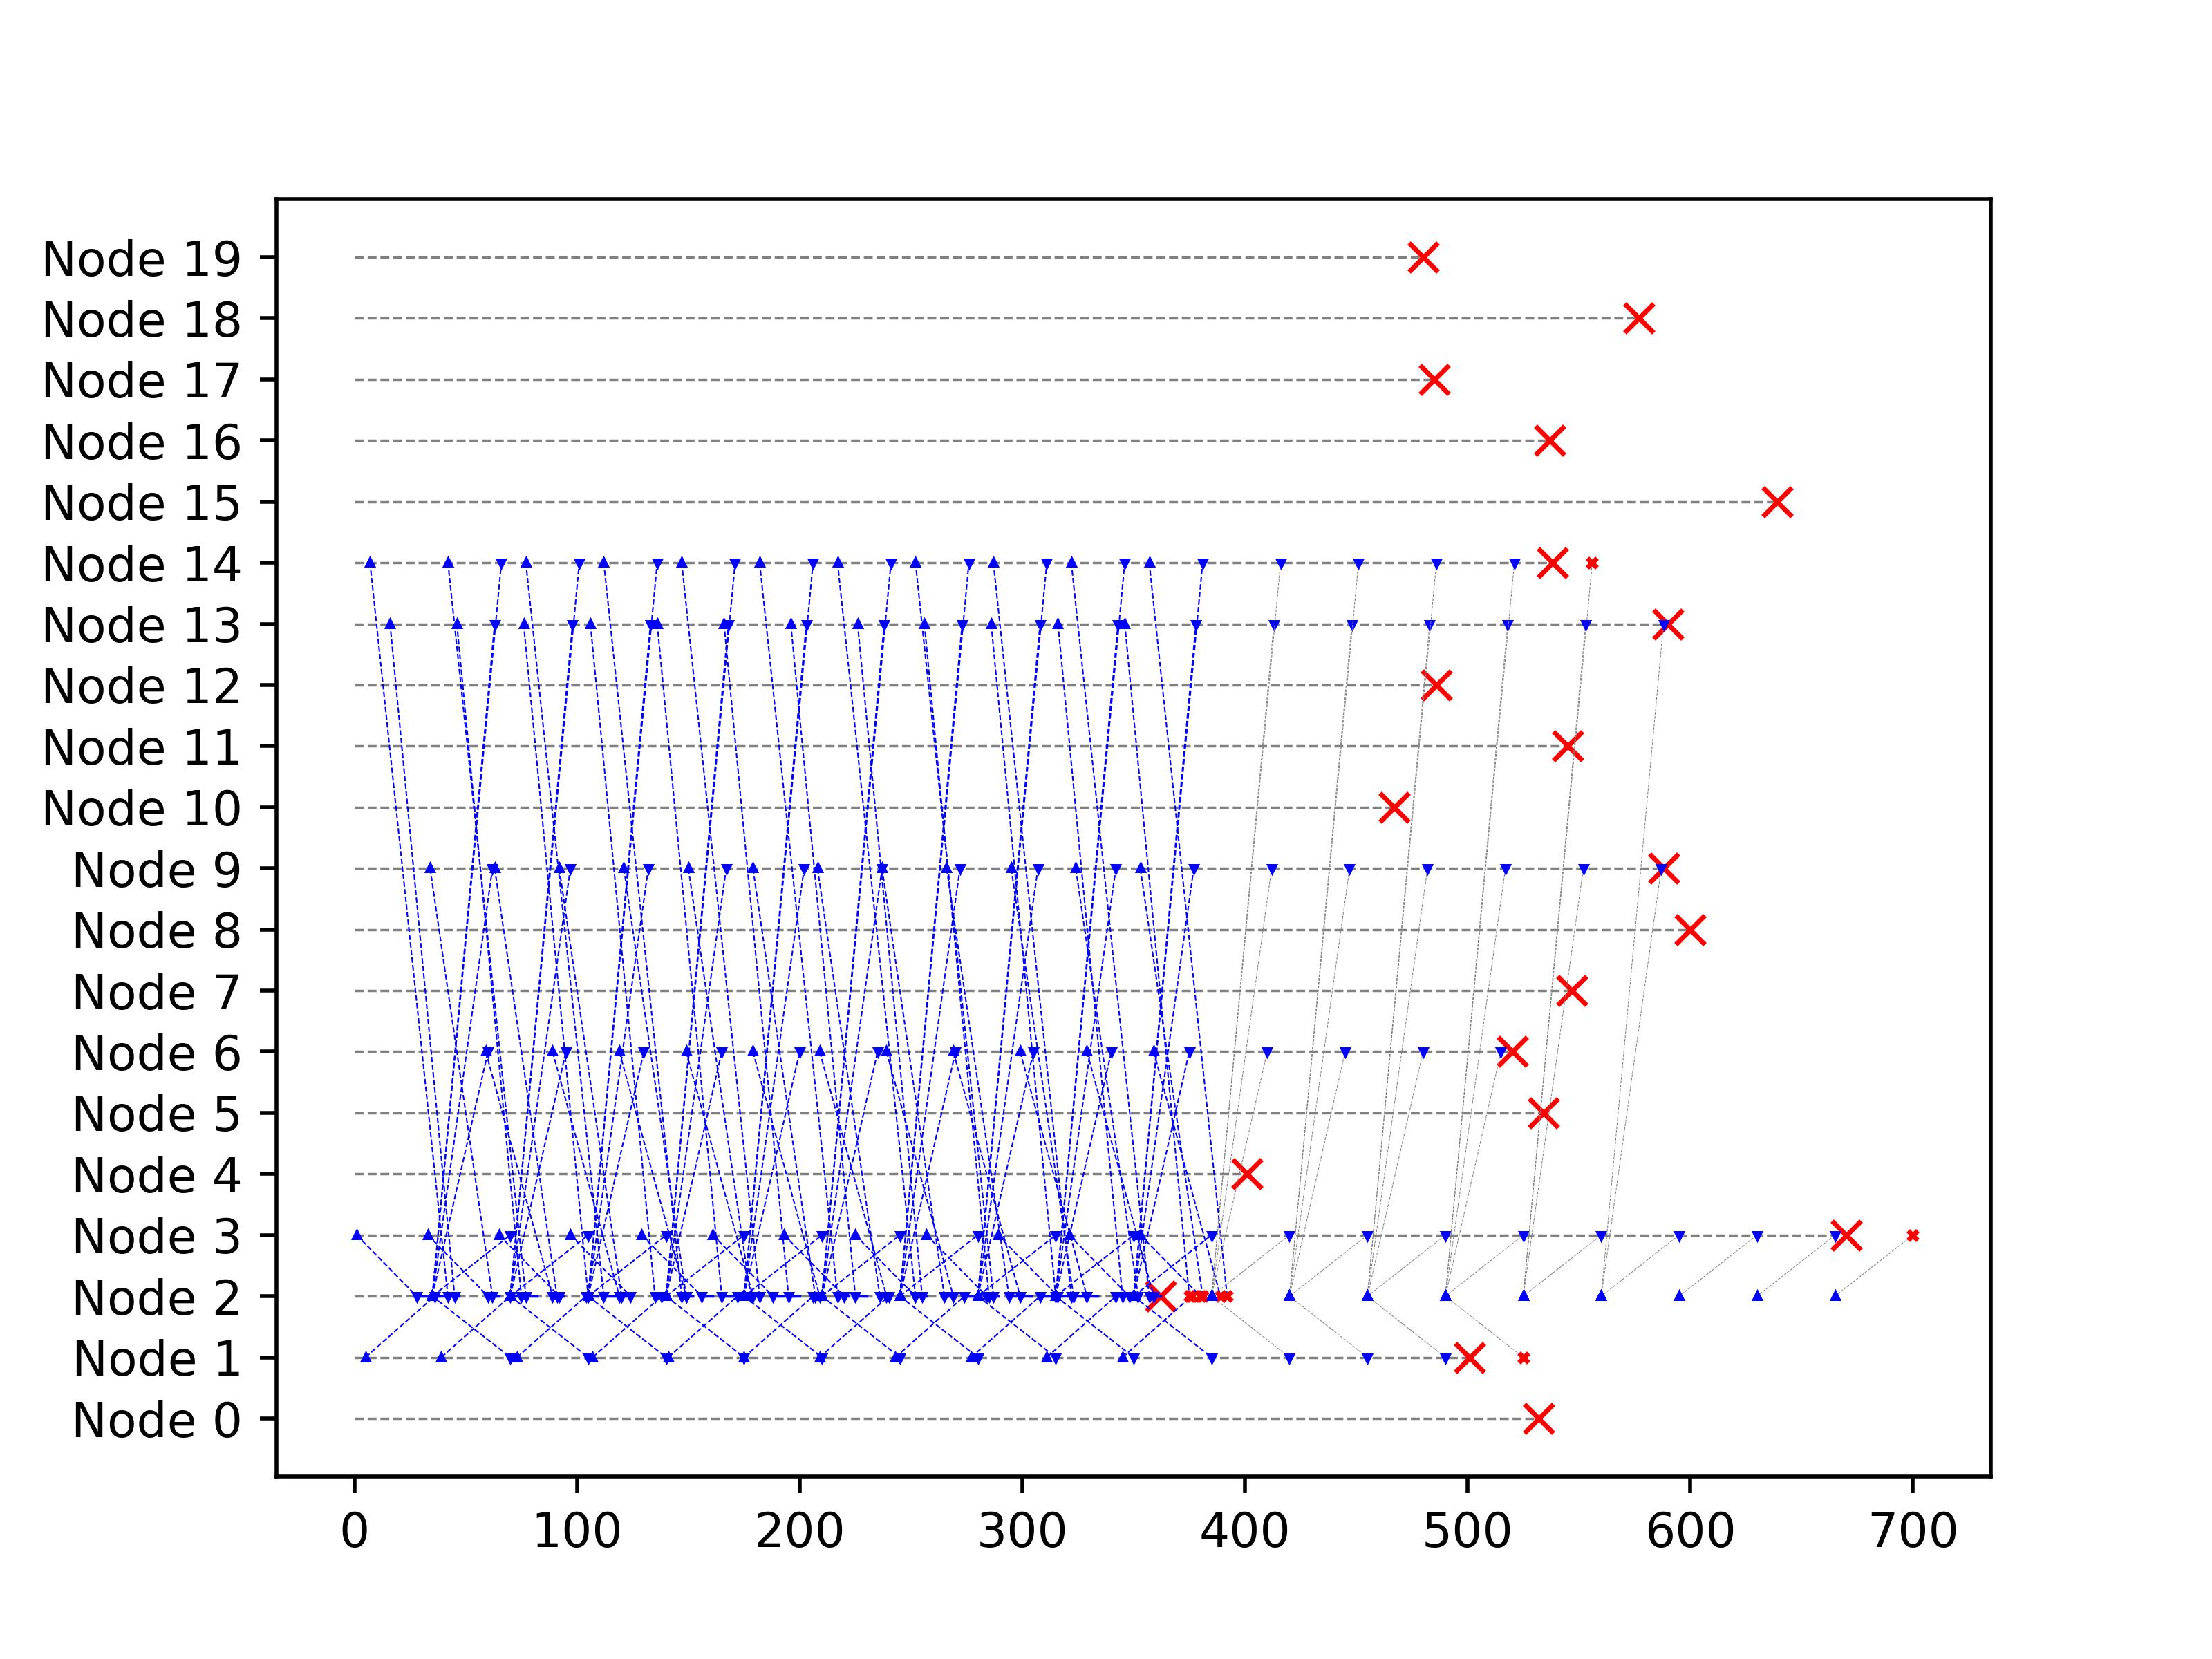 Node 19
Node 18
Node 17
Node 16
Node 15
Node 14
Node 13
Node 12
Node 11
Node 10
Node 9
Node 8
Node 7
Node 6
Node 5
Node 4
Node 3
Node 2
Node 1
Node 0
0 100 200 300 400 500 600 700